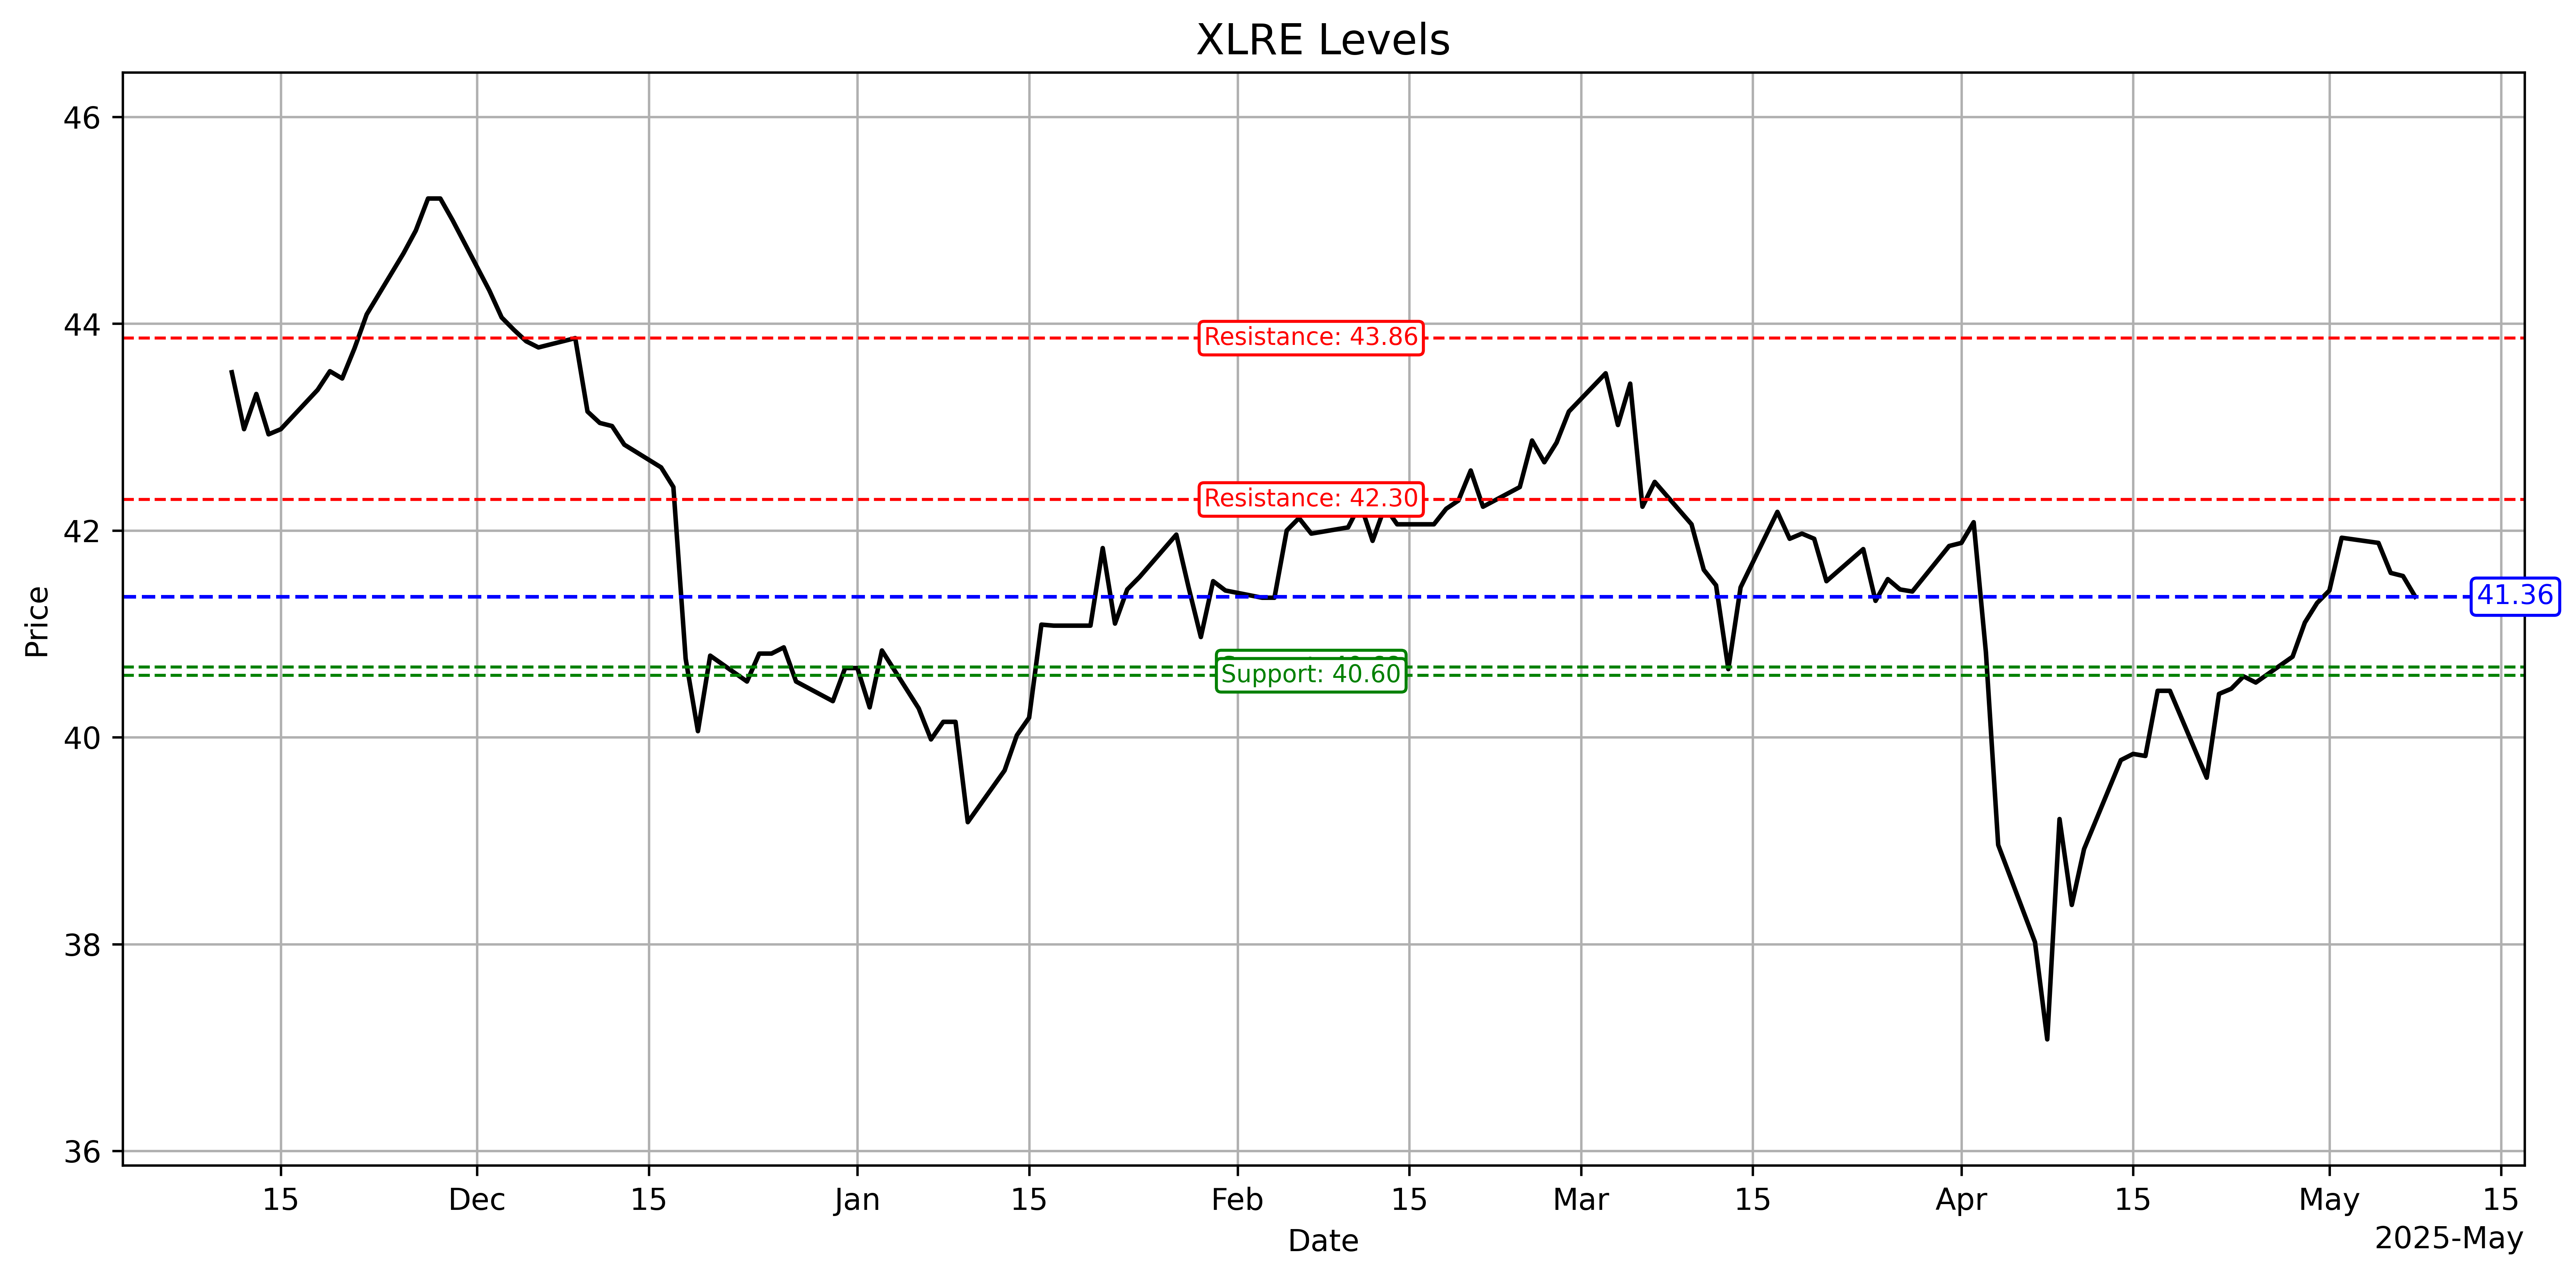 XLRE Levels
46
44
42
40
38
36
Price
Resistance: 43.86
Resistance: 42.30
41.36
Support: 40.60
15 Dec 15 Jan 15 Feb 15 Mar 15 Apr 15 May 15
Date
2025-May